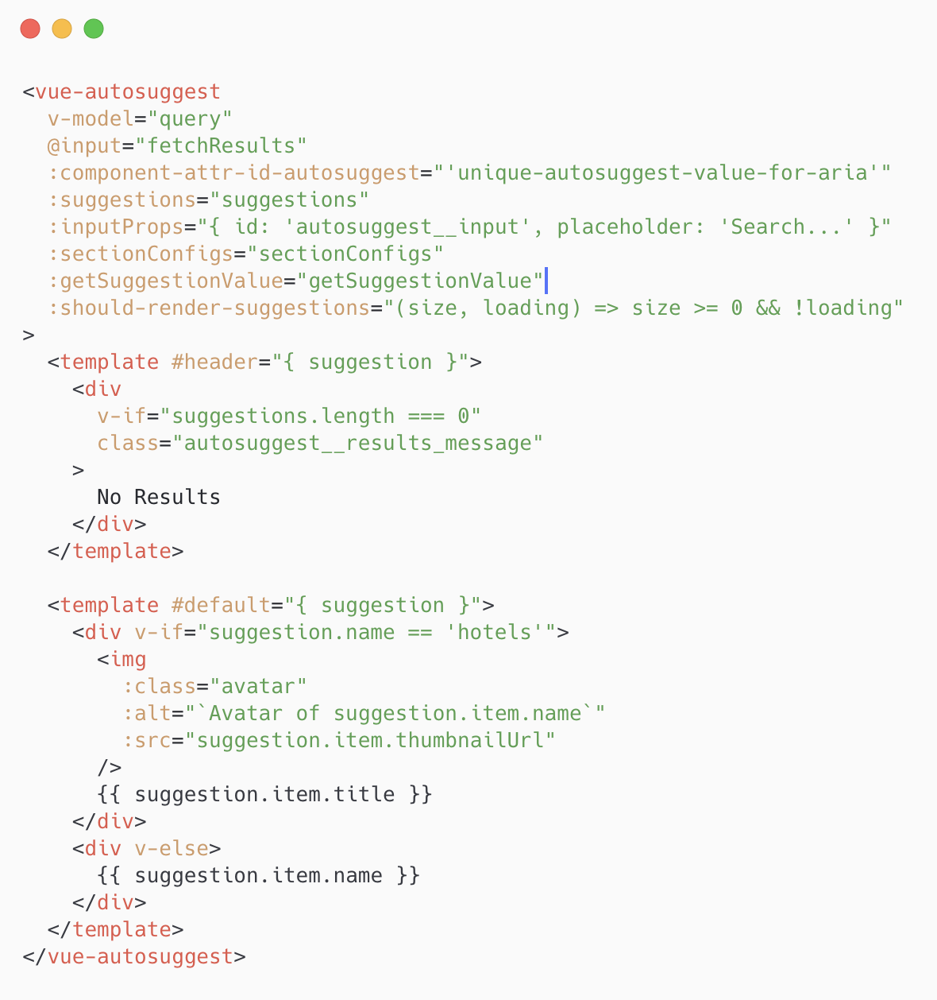 <vue-autosuggest
  v-model="query"
  @input="fetchResults"
  :component-attr-id-autosuggest="'unique-autosuggest-value-for-aria'"
  :suggestions="suggestions"
  :inputProps="{ id: 'autosuggest__input', placeholder: 'Search...' }"
  :sectionConfigs="sectionConfigs"
  :getSuggestionValue="getSuggestionValue"
  :should-render-suggestions="(size, loading) => size >= 0 && !loading"
>
  <template #header="{ suggestion }">
    <div
      v-if="suggestions.length === 0"
      class="autosuggest__results_message"
    >
      No Results
    </div>
  </template>

  <template #default="{ suggestion }">
    <div v-if="suggestion.name == 'hotels'">
      <img
        :class="avatar"
        :alt="`Avatar of suggestion.item.name`"
        :src="suggestion.item.thumbnailUrl"
      />
      {{ suggestion.item.title }}
    </div>
    <div v-else>
      {{ suggestion.item.name }}
    </div>
  </template>
</vue-autosuggest>